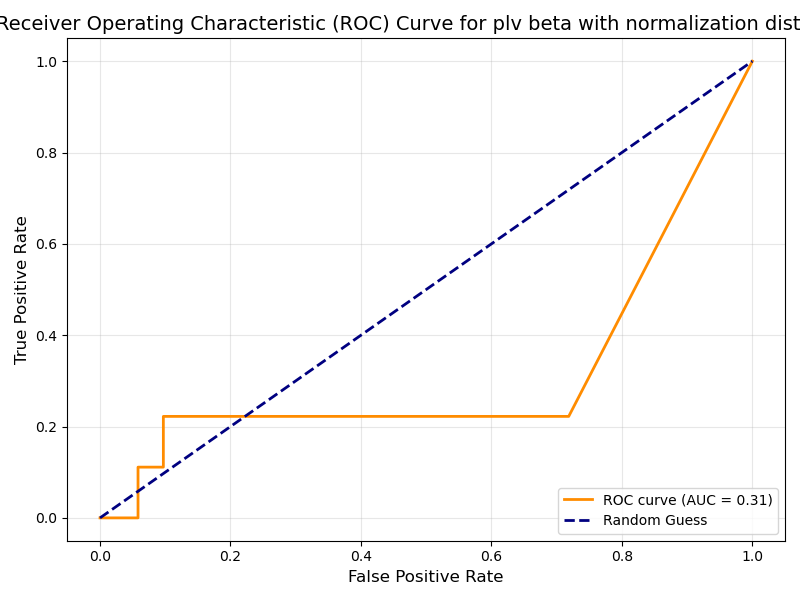 Receiver Operating Characteristic (ROC) Curve for plv beta with normalization dist
1.0
0.8
0.6
0.4
0.2
0.0
True Positive Rate
0.0 0.2 0.4 0.6 0.8 1.0
False Positive Rate
ROC curve (AUC = 0.31)
Random Guess